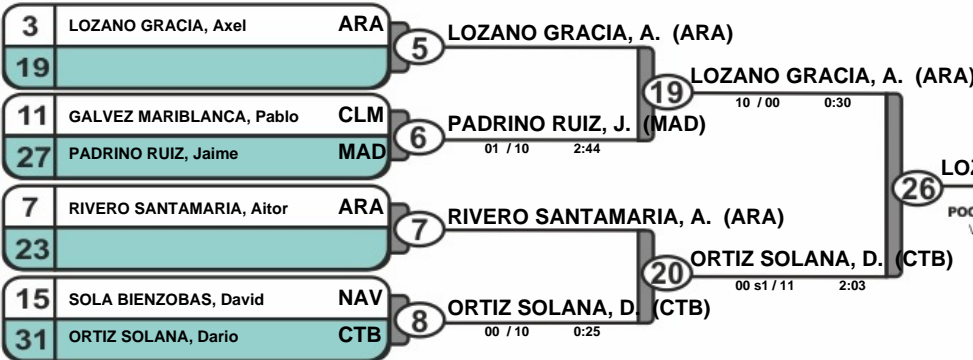 3 LOZANO GRACIA, Axel ARA
19
5 LOZANO GRACIA, A. (ARA)
11 GALVEZ MARIBLANCA, Pablo CLM
27 PADRINO RUIZ, Jaime MAD
6 PADRINO RUIZ, J. (MAD)
01 / 10 2:44
19 LOZANO GRACIA, A. (ARA)
10 / 00 0:30
7 RIVERO SANTAMARIA, Aitor ARA
23
7 RIVERO SANTAMARIA, A. (ARA)
15 SOLA BIENZOBAS, David NAV
31 ORTIZ SOLANA, Dario CTB
8 ORTIZ SOLANA, D. (CTB)
00 / 10 0:25
20 ORTIZ SOLANA, D. (CTB)
00 s1 / 11 2:03
26 LOZ
POO